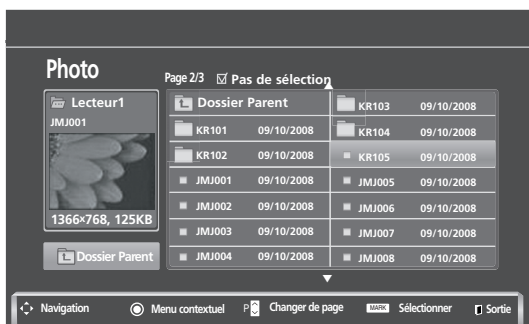 Photo
Page 2/3 ☑ Pas de sélection
Lecteur1
JMJ001
1366×768, 125KB
Dossier Parent
Dossier Parent
KR101 09/10/2008
KR102 09/10/2008
JMJ001 09/10/2008
JMJ002 09/10/2008
JMJ003 09/10/2008
JMJ004 09/10/2008
KR103 09/10/2008
KR104 09/10/2008
KR105 09/10/2008
JMJ005 09/10/2008
JMJ006 09/10/2008
JMJ007 09/10/2008
JMJ008 09/10/2008
Navigation Menu contextuel P Changer de page MARK Sélectionner Sortie